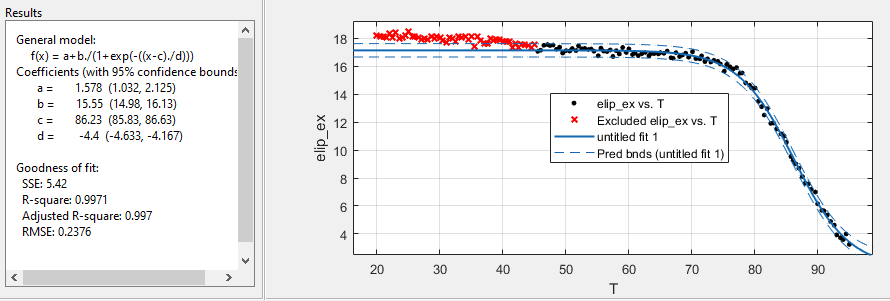 Results
General model:
f(x) = a+b./(1+exp(-((x-c)./d)))
Coefficients (with 95% confidence bounds
a = 1.578 (1.032, 2.125)
b = 15.55 (14.98, 16.13)
c = 86.23 (85.83, 86.63)
d = -4.4 (-4.633, -4.167)
Goodness of fit:
SSE: 5.42
R-square: 0.9971
Adjusted R-square: 0.997
RMSE: 0.2376
elip_ex
18
16
14
12
10
8
6
4
elip_ex vs. T
Excluded elip_ex vs. T
untitled fit 1
Pred bnds (untitled fit 1)
20 30 40 50 60 70 80 90
T